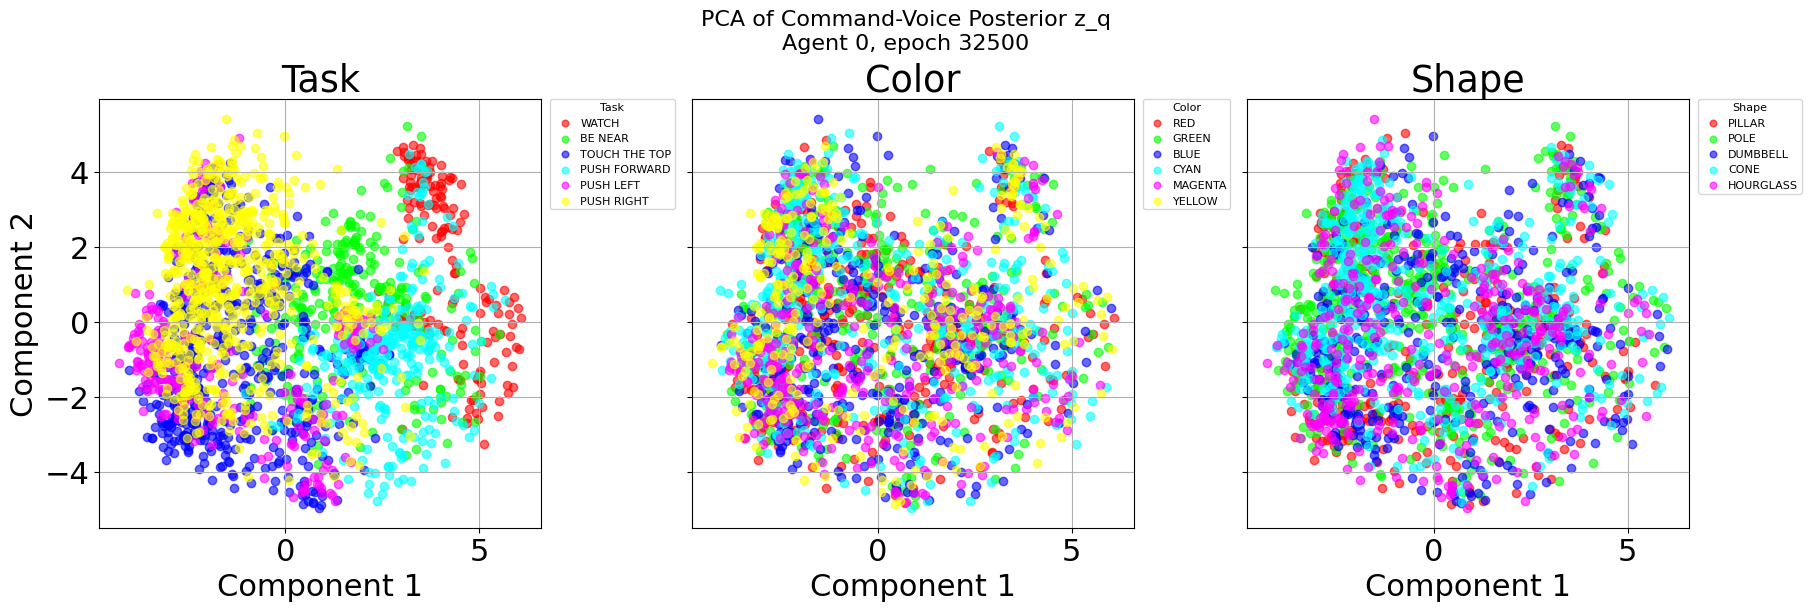 PCA of Command-Voice Posterior z_q
Agent 0, epoch 32500
Task
Color
Shape
Component 2
4
2
0
−2
−4
0
5
Component 1
Task
WATCH
BE NEAR
TOUCH THE TOP
PUSH FORWARD
PUSH LEFT
PUSH RIGHT
0
5
Component 1
Color
RED
GREEN
BLUE
CYAN
MAGENTA
YELLOW
0
5
Component 1
Shape
PILLAR
POLE
DUMBBELL
CONE
HOURGLASS